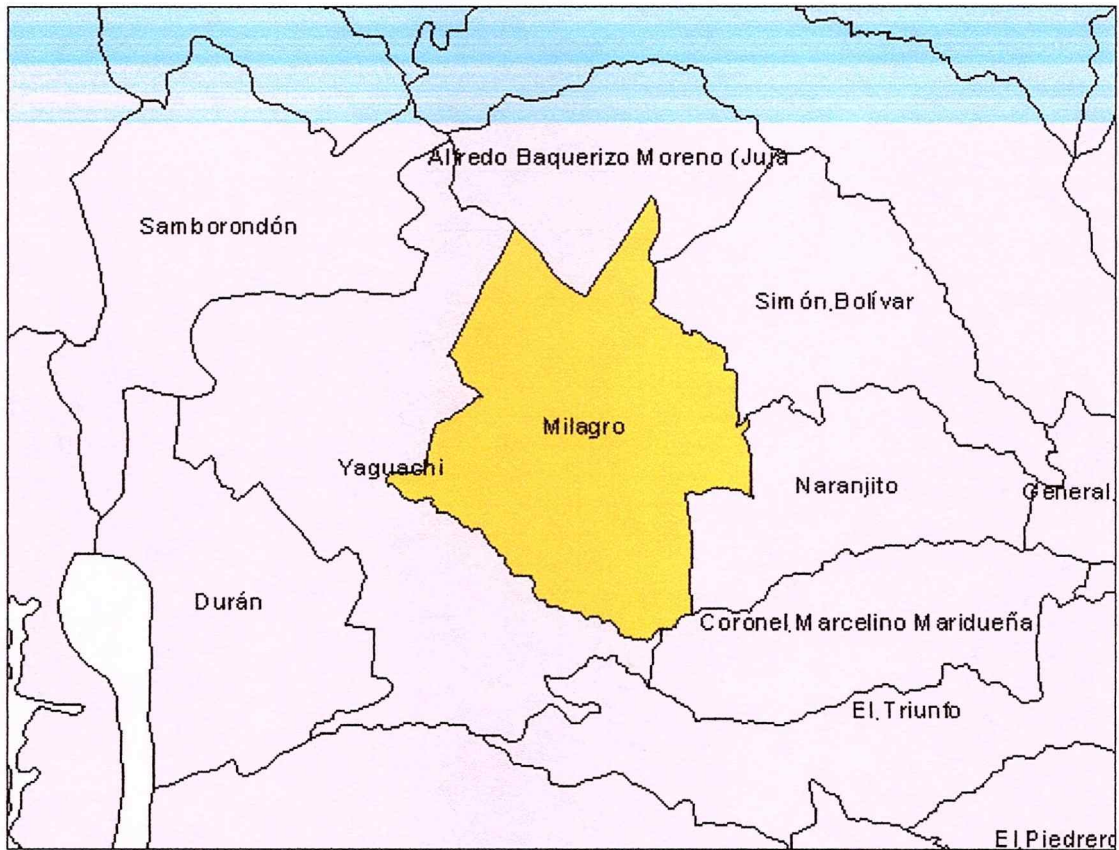 Alfredo Baquerizo Moreno (Juja
Samborondón
Simón.Bolívar
Milagro
Yaguachi
Naranjito
General.
Durán
Coronel.Marcelino Maridueña
El.Triunfo
El.Piedrero